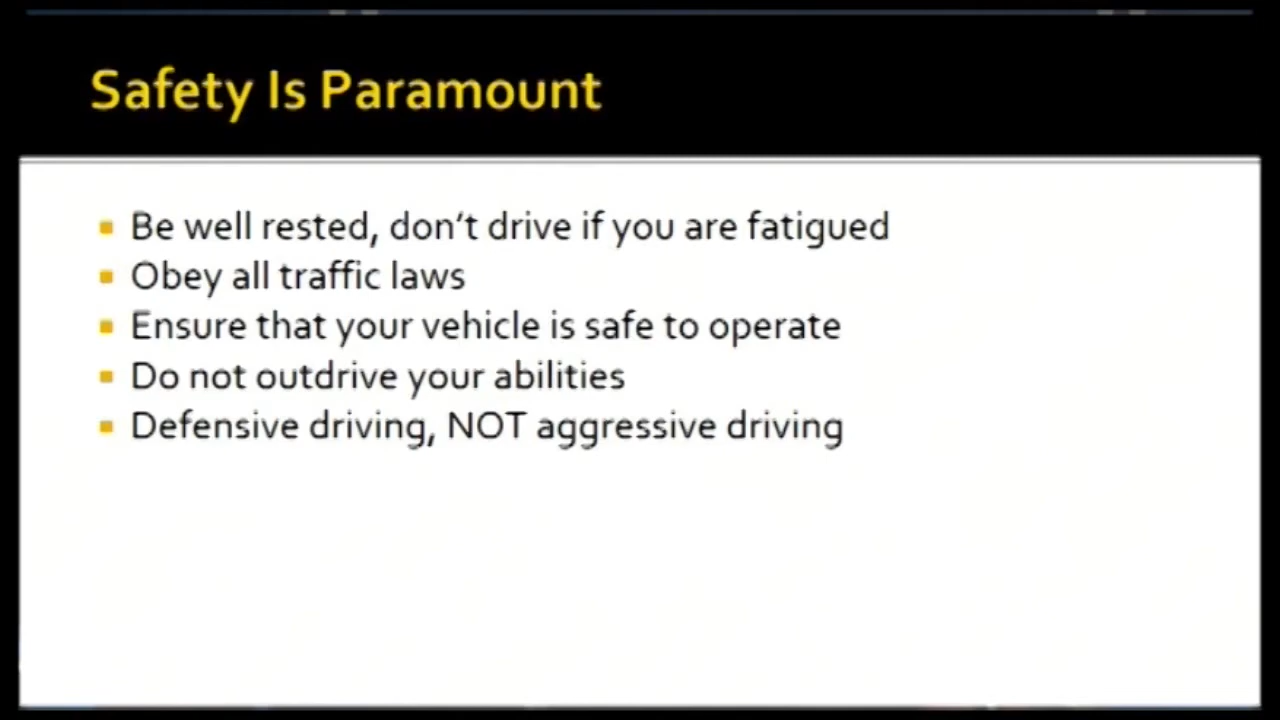 Safety Is Paramount
Be well rested, don't drive if you are fatigued
Obey all traffic laws
Ensure that your vehicle is safe to operate
Do not outdrive your abilities
Defensive driving, NOT aggressive driving